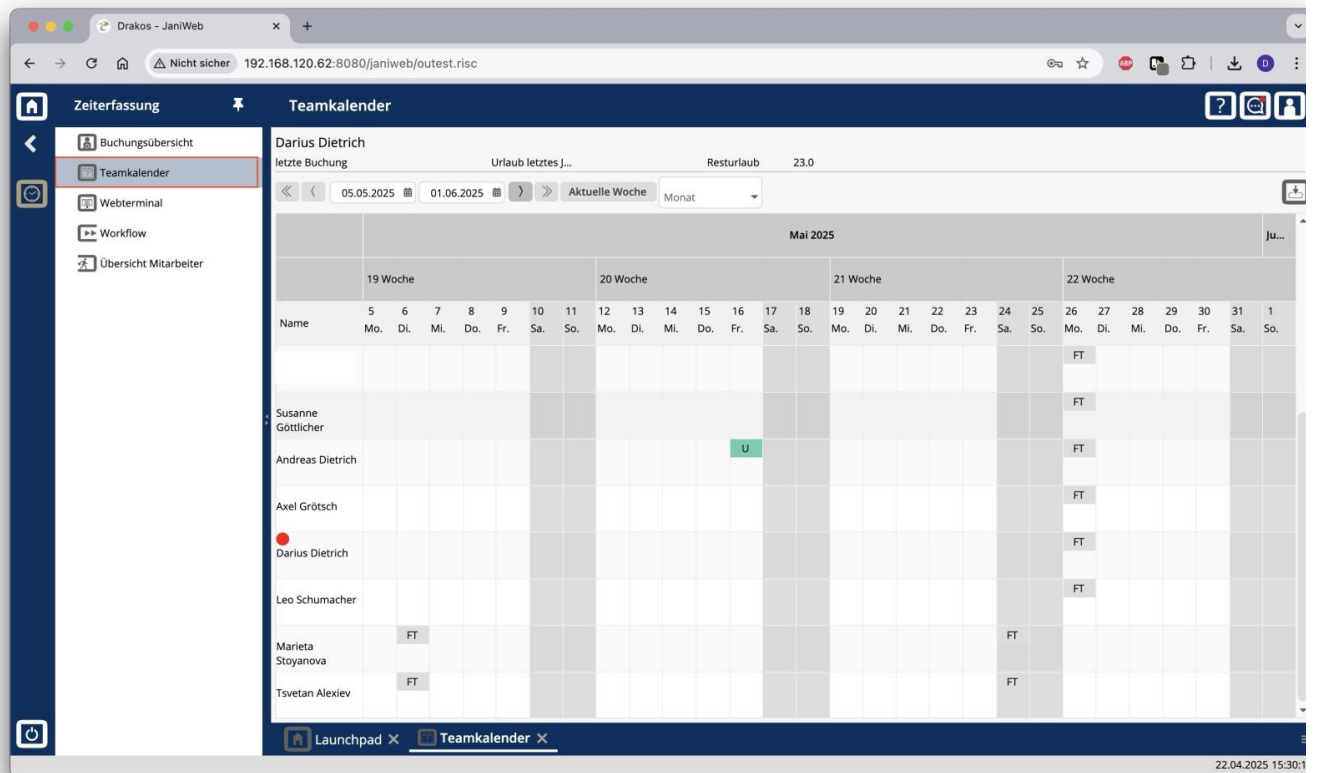 Drakos - JaniWeb
Nicht sicher 192.168.120.62:8080/janiweb/outest.risc
ABP
D
Zeiterfassung
Teamkalender
?
Buchungsübersicht
Teamkalender
Webterminal
Workflow
Übersicht Mitarbeiter
Darius Dietrich
letzte Buchung Urlaub letztes J... Resturlaub 23.0
05.05.2025 01.06.2025 Aktuelle Woche Monat
Mai 2025 Ju...
19 Woche 20 Woche 21 Woche 22 Woche
Name
5 6 7 8 9 10 11 12 13 14 15 16 17 18 19 20 21 22 23 24 25 26 27 28 29 30 31 1
Mo. Di. Mi. Do. Fr. Sa. So. Mo. Di. Mi. Do. Fr. Sa. So. Mo. Di. Mi. Do. Fr. Sa. So. Mo. Di. Mi. Do. Fr. Sa. So.
FT
Susanne
Göttlicher
FT
Andreas Dietrich U FT
Axel Grötsch FT
Darius Dietrich FT
Leo Schumacher FT
Marieta
Stoyanova
FT FT
Tsvetan Alexiev FT FT
Launchpad Teamkalender
22.04.2025 15:30:1